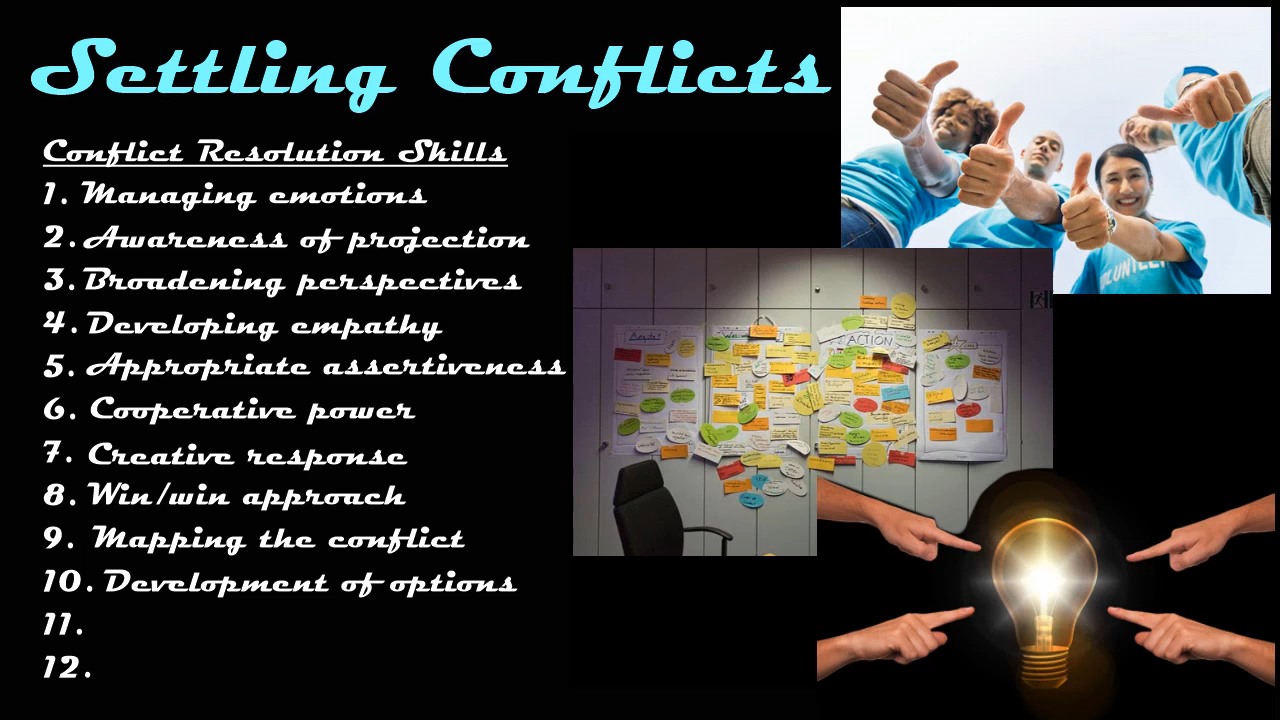 Settling Conflicts
Conflict Resolution Skills
1. Managing emotions
2. Awareness of projection
3. Broadening perspectives
4. Developing empathy
5. Appropriate assertiveness
6. Cooperative power
7. Creative response
8. Win/win approach
9. Mapping the conflict
10. Development of options
11.
12.
ACTION